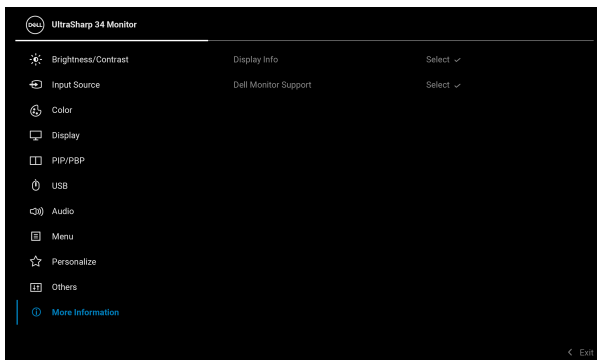 DELL UltraSharp 34 Monitor
Brightness/Contrast Display Info Select
Input Source Dell Monitor Support Select
Color
Display
PIP/PBP
USB
Audio
Menu
Personalize
Others
More Information
Exit